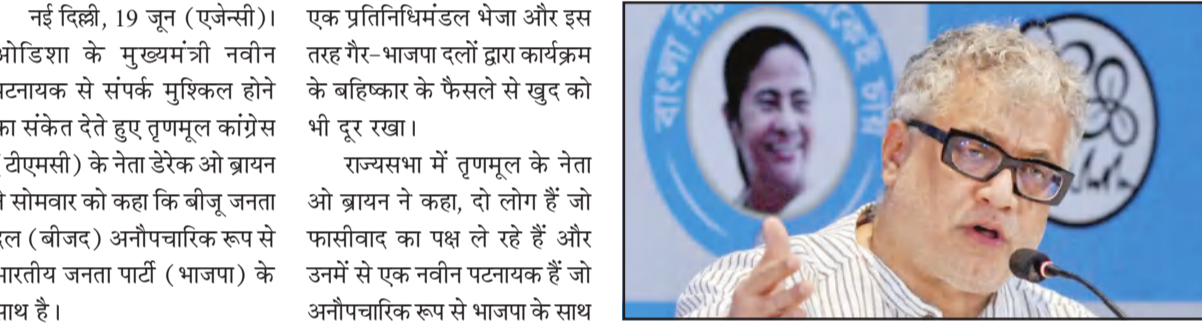 नई दिल्ली, 19 जून (एजेन्सी)।
ओडिशा के मुख्यमंत्री नवीन
पटनायक से संपर्क मुश्किल होने
का संकेत देते हुए तृणमूल कांग्रेस
(टीएमसी) के नेता डेरेक ओ ब्रायन
ने सोमवार को कहा कि बीजू जनता
दल (बीजद) अनौपचारिक रूप से
भारतीय जनता पार्टी (भाजपा) के
साथ है।
एक प्रतिनिधिमंडल भेजा और इस
तरह गैर-भाजपा दलों द्वारा कार्यक्रम
के बहिष्कार के फैसले से खुद को
भी दूर रखा।
राज्यसभा में तृणमूल के नेता
ओ ब्रायन ने कहा, दो लोग हैं जो
फासीवाद का पक्ष ले रहे हैं और
उनमें से एक नवीन पटनायक हैं जो
अनौपचारिक रूप से भाजपा के साथ
বাংলা
চায়